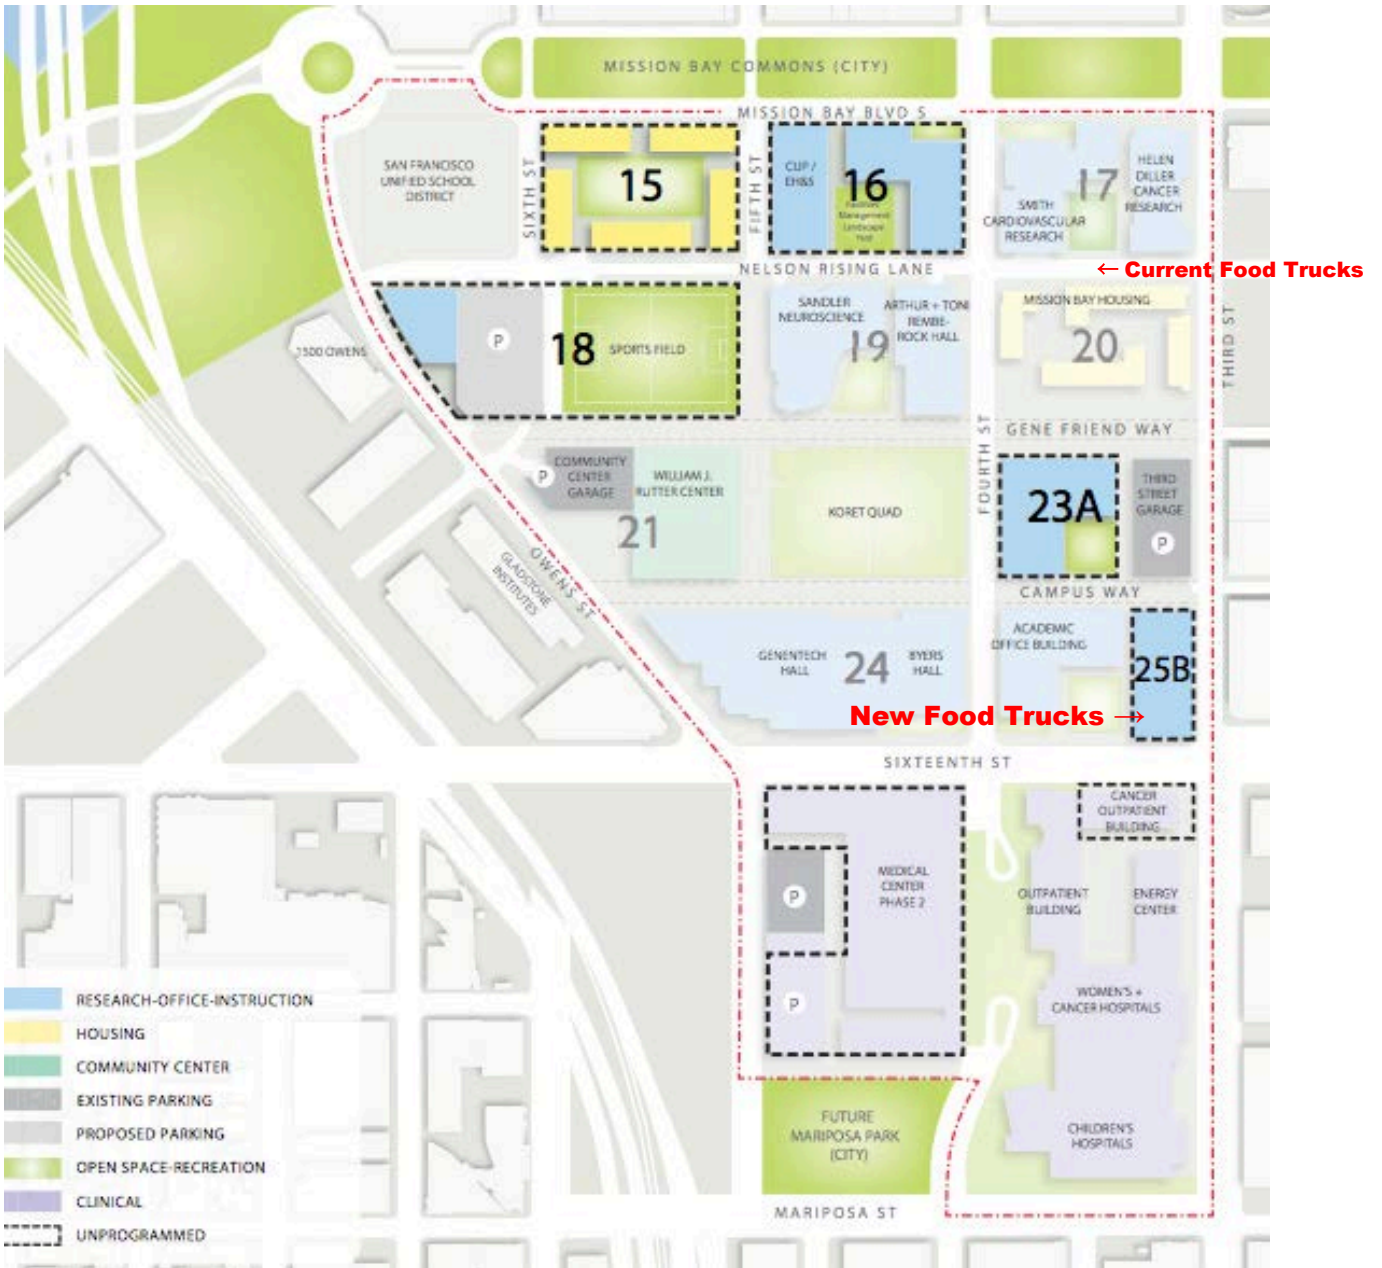 MISSION BAY COMMONS (CITY)
MISSION BAY BLVD S
SAN FRANCISCO
UNIFIED SCHOOL
DISTRICT
SIXTH ST
15
FIFTH ST
CUP /
EH&S
16
Facilities
Management
Landscape
Yard
17
SMITH
CARDIOVASCULAR
RESEARCH
HELEN
DILLER
CANCER
RESEARCH
NELSON RISING LANE
← Current Food Trucks
1500 OWENS
P
18
SPORTS FIELD
SANDLER
NEUROSCIENCE
19
ARTHUR + TONI
REMBE-
ROCK HALL
MISSION BAY HOUSING
20
THIRD ST
FOURTH ST
GENE FRIEND WAY
P
COMMUNITY
CENTER
GARAGE
WILLIAM J.
RUTTER CENTER
21
KORET QUAD
23A
THIRD
STREET
GARAGE
P
OWENS ST
GLADSTONE
INSTITUTES
CAMPUS WAY
GENENTECH
HALL
24
BYERS
HALL
ACADEMIC
OFFICE BUILDING
25B
New Food Trucks →
SIXTEENTH ST
P
MEDICAL
CENTER
PHASE 2
P
CANCER
OUTPATIENT
BUILDING
OUTPATIENT
BUILDING
ENERGY
CENTER
WOMEN'S +
CANCER HOSPITALS
CHILDREN'S
HOSPITALS
FUTURE
MARIPOSA PARK
(CITY)
MARIPOSA ST
RESEARCH-OFFICE-INSTRUCTION
HOUSING
COMMUNITY CENTER
EXISTING PARKING
PROPOSED PARKING
OPEN SPACE-RECREATION
CLINICAL
UNPROGRAMMED